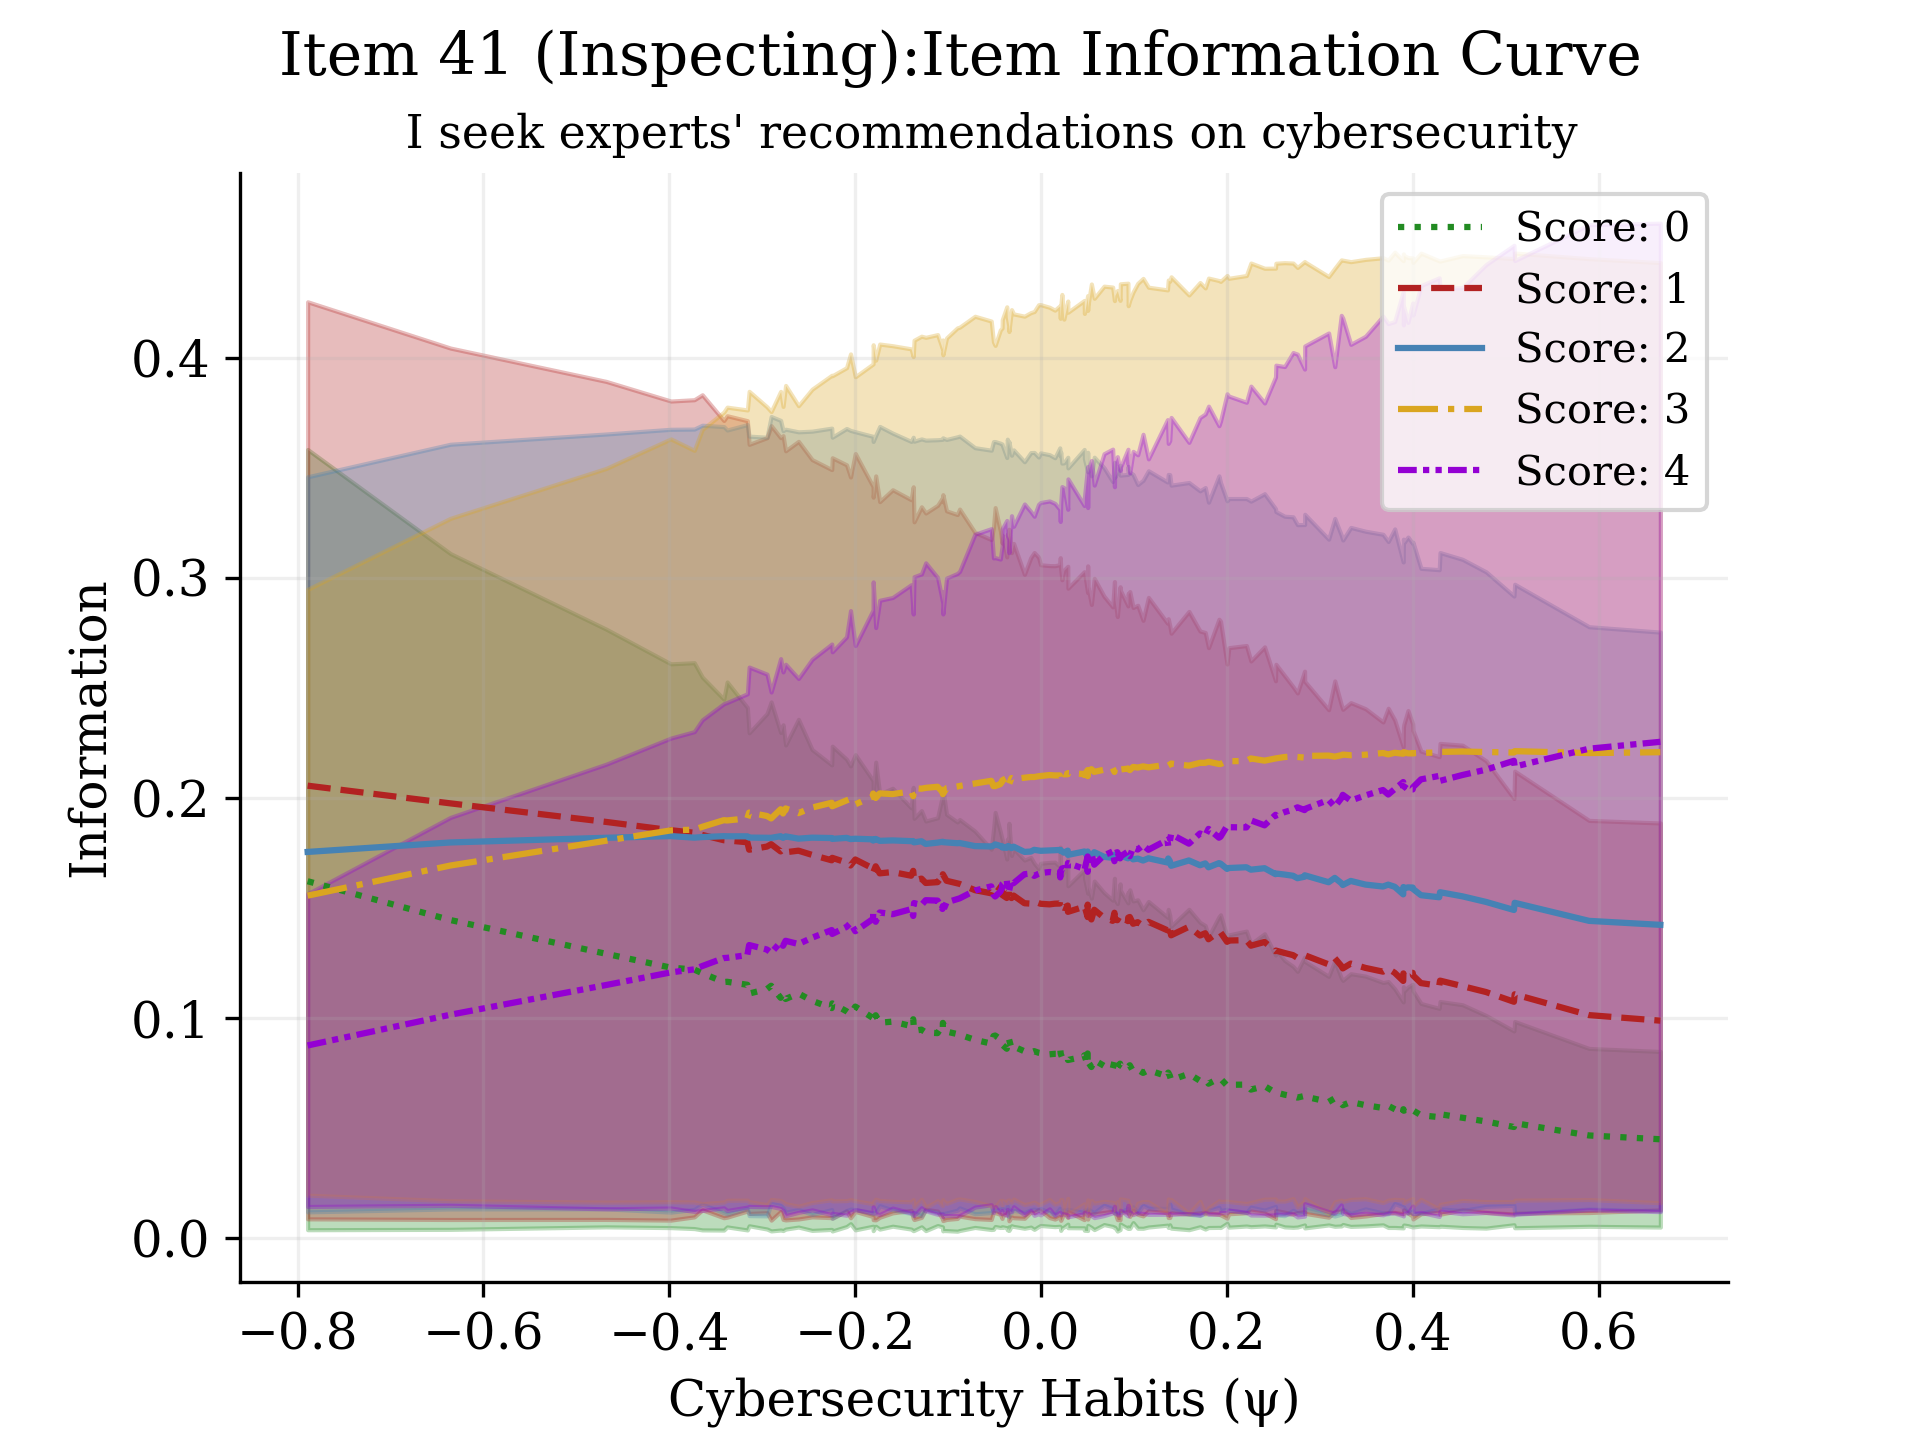 Item 41 (Inspecting):Item Information Curve
I seek experts' recommendations on cybersecurity
Score: 0
Score: 1
Score: 2
Score: 3
Score: 4
Information
0.4
0.3
0.2
0.1
0.0
−0.8 −0.6 −0.4 −0.2 0.0 0.2 0.4 0.6
Cybersecurity Habits (ψ)